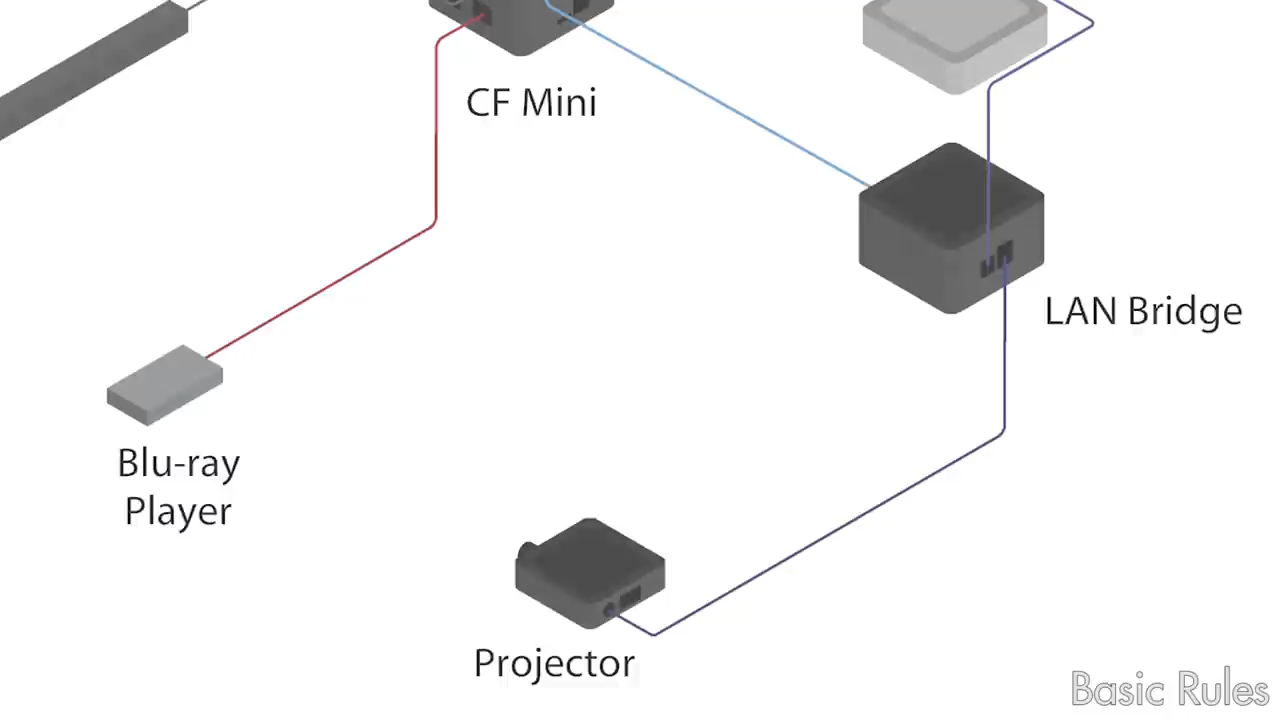 CF Mini
LAN Bridge
Blu-ray
Player
Projector
Basic Rules